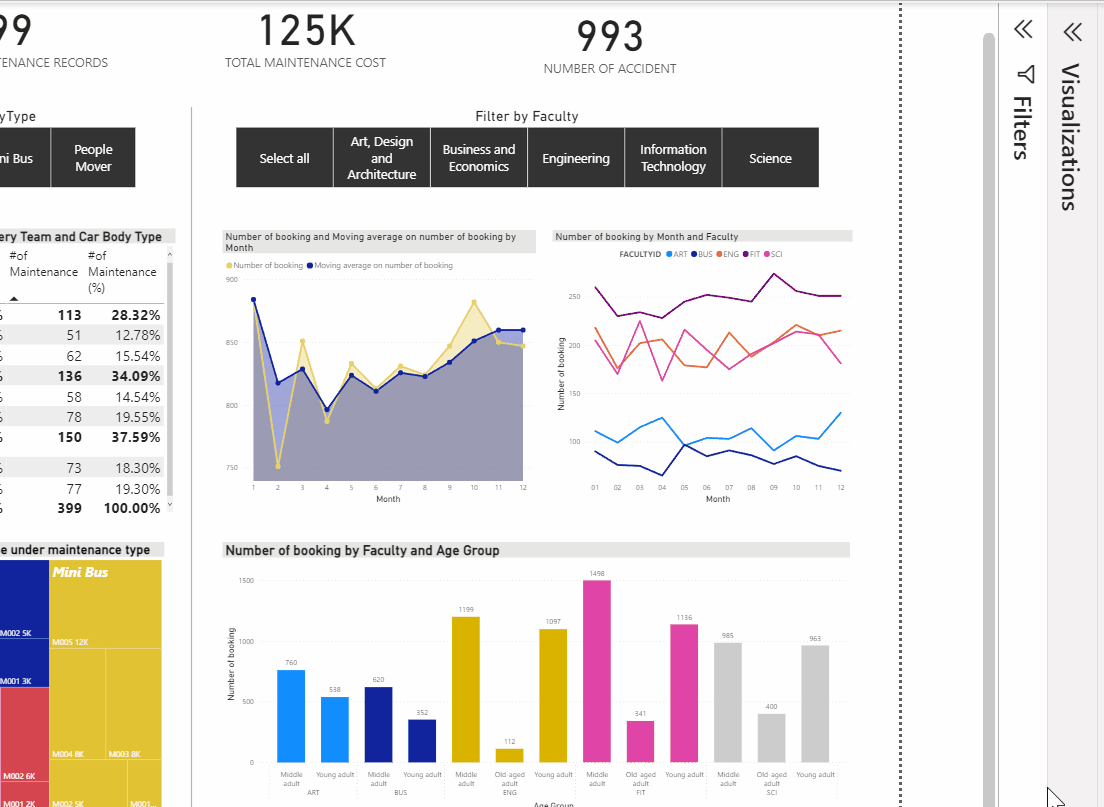 99
125K
993
TENANCE RECORDS
TOTAL MAINTENANCE COST
NUMBER OF ACCIDENT
Filters
Visualizations
yType
ni Bus
People
Mover
Filter by Faculty
Select all
Art, Design
and
Architecture
Business and
Economics
Engineering
Information
Technology
Science
ery Team and Car Body Type
#of
Maintenance
#of
Maintenance
(%)
113 28.32%
51 12.78%
62 15.54%
136 34.09%
58 14.54%
78 19.55%
150 37.59%
73 18.30%
77 19.30%
399 100.00%
Number of booking and Moving average on number of booking by
Month
Number of booking Moving average on number of booking
900
850
800
750
1 2 3 4 5 6 7 8 9 10 11 12
Month
Number of booking by Month and Faculty
FACULTYID ART BUS ENG FIT SCI
Number of booking
250
200
150
100
01 02 03 04 05 06 07 08 09 10 11 12
Month
e under maintenance type
Mini Bus
M002 5K
M005 12K
M001 3K
M004 8K
M003 8K
M002 6K
M001 2K
M002 5K
M001...
Number of booking by Faculty and Age Group
Number of booking
1500
1000
500
0
760
538
620
352
1199
112
1097
1498
341
1136
985
400
963
Middle
adult
Young adult
Middle
adult
Young adult
Middle
adult
Old-aged
adult
Young adult
Middle
adult
Old-aged
adult
Young adult
Middle
adult
Old-aged
adult
Young adult
ART BUS ENG FIT SCI
Age Group